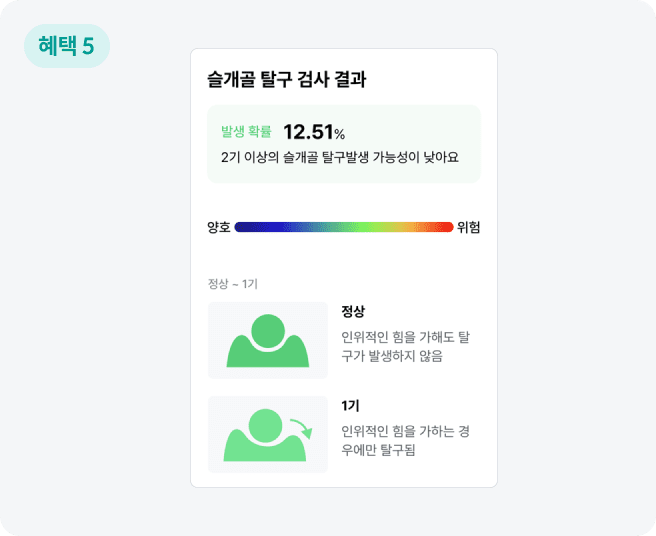 혜택 5
슬개골 탈구 검사 결과
발생 확률 12.51%
2기 이상의 슬개골 탈구발생 가능성이 낮아요
양호 위험
정상 ~ 1기
정상
인위적인 힘을 가해도 탈
구가 발생하지 않음
1기
인위적인 힘을 가하는 경
우에만 탈구됨